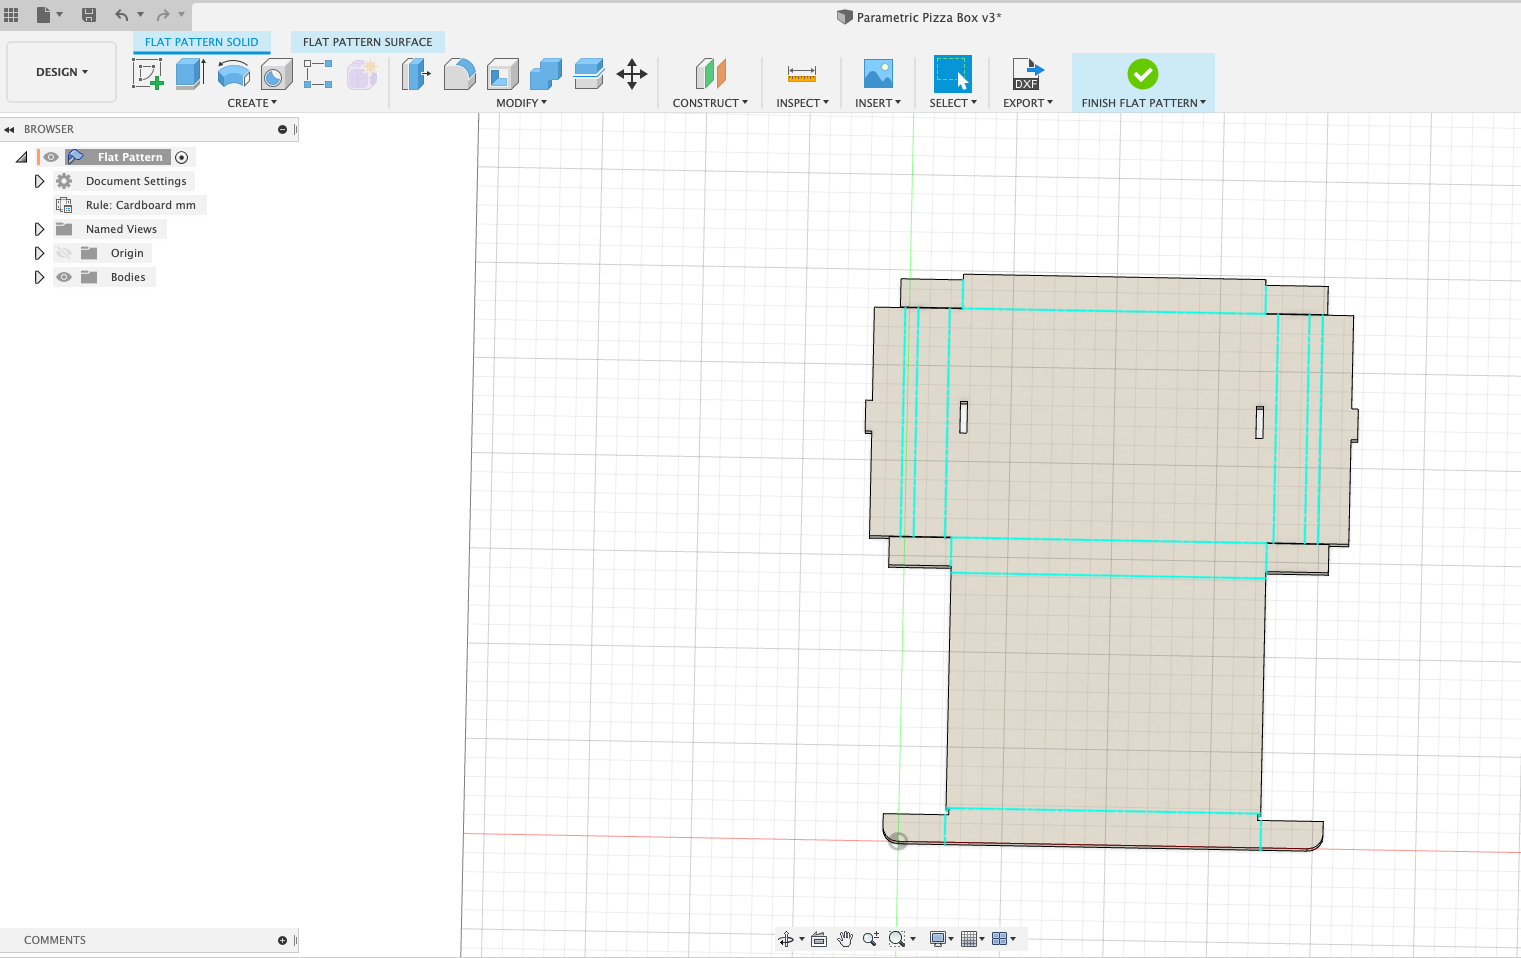 Parametric Pizza Box v3*
FLAT PATTERN SOLID
FLAT PATTERN SURFACE
DESIGN
CREATE
MODIFY
CONSTRUCT
INSPECT
INSERT
SELECT
DXF
EXPORT
FINISH FLAT PATTERN
BROWSER
Flat Pattern
Document Settings
Rule: Cardboard mm
Named Views
Origin
Bodies
COMMENTS